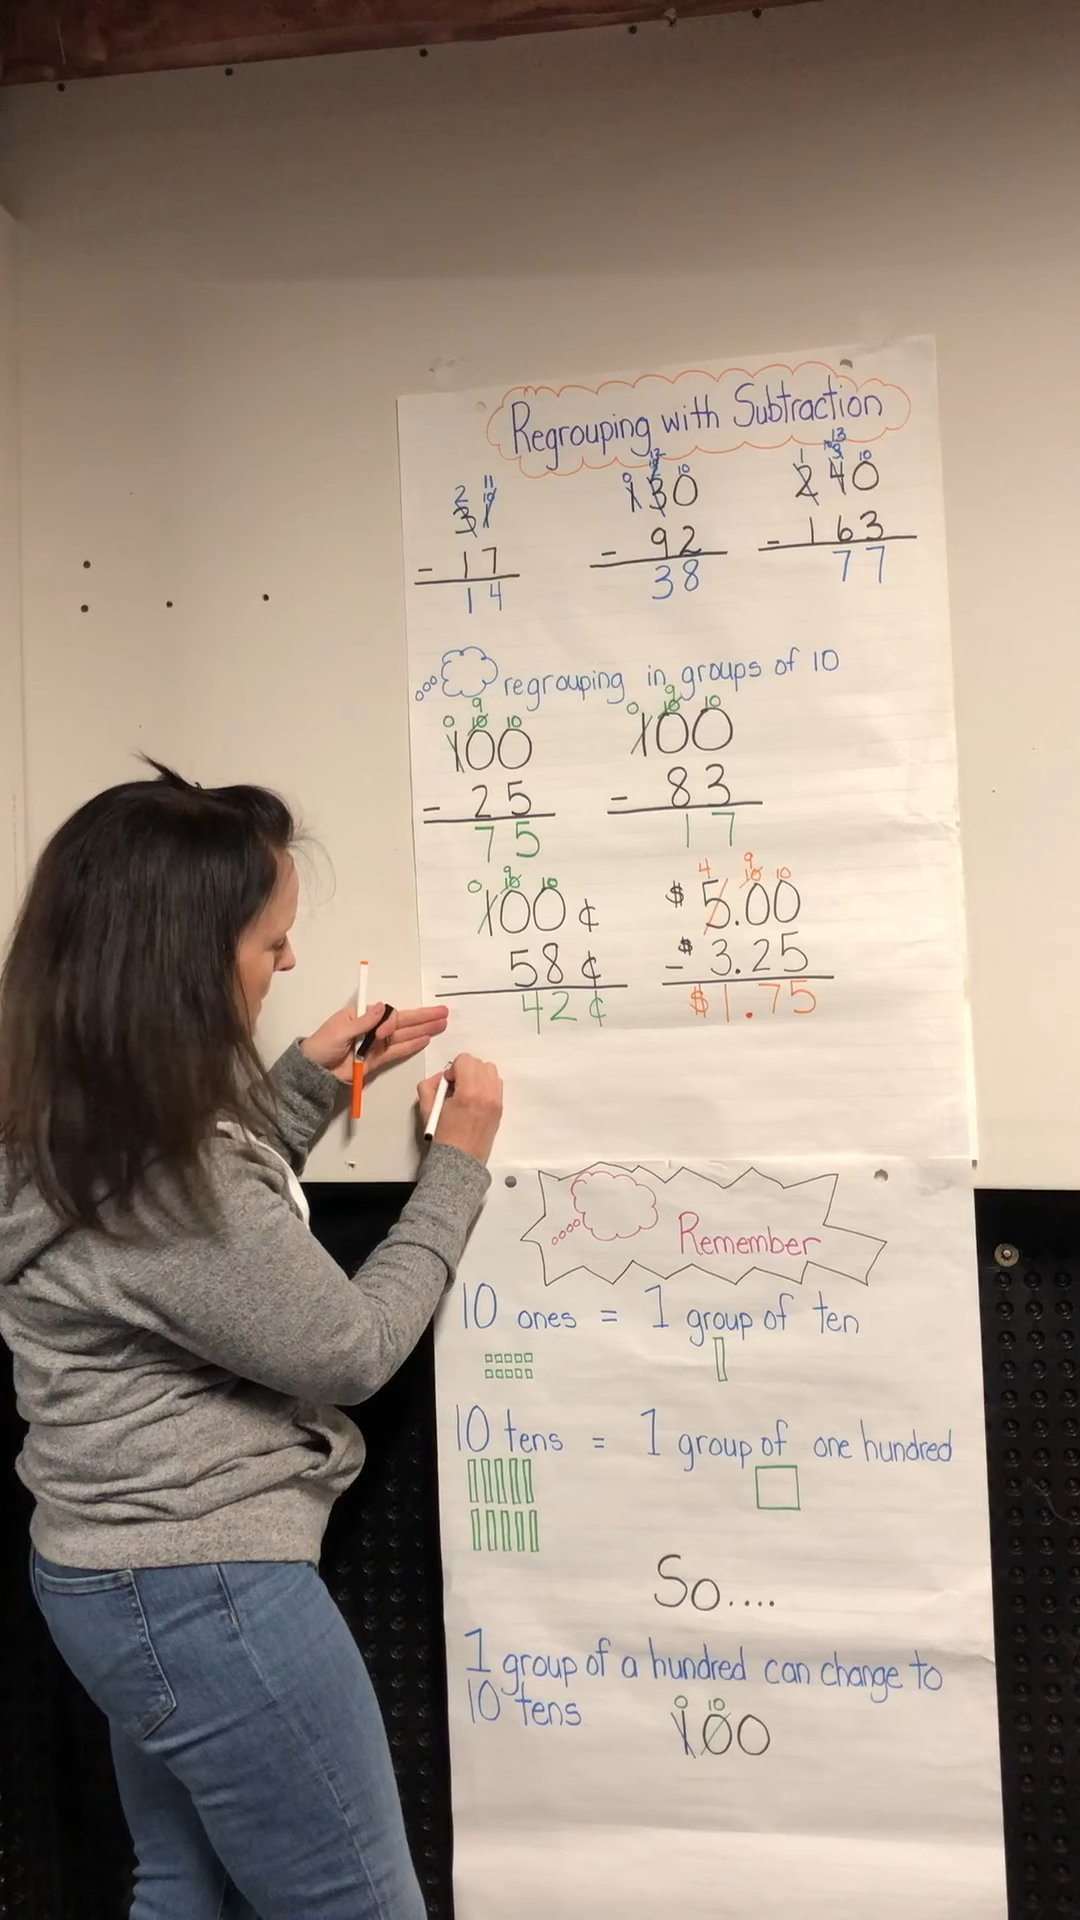 Regrouping with Subtraction
2 11
10
31
- 17
14
0 12 10
130
- 92
38
1 13 10
240
- 163
77
regrouping in groups of 10
9
0 10 10
100
- 25
75
9
0 10 10
100
- 83
17
9
0 10 10
100 ¢
- 58 ¢
42 ¢
9
4 10 10
$ 5.00
- $ 3.25
$1.75
Remember
10 ones = 1 group of ten
10 tens = 1 group of one hundred
So....
1 group of a hundred can change to
10 tens
0 10
100